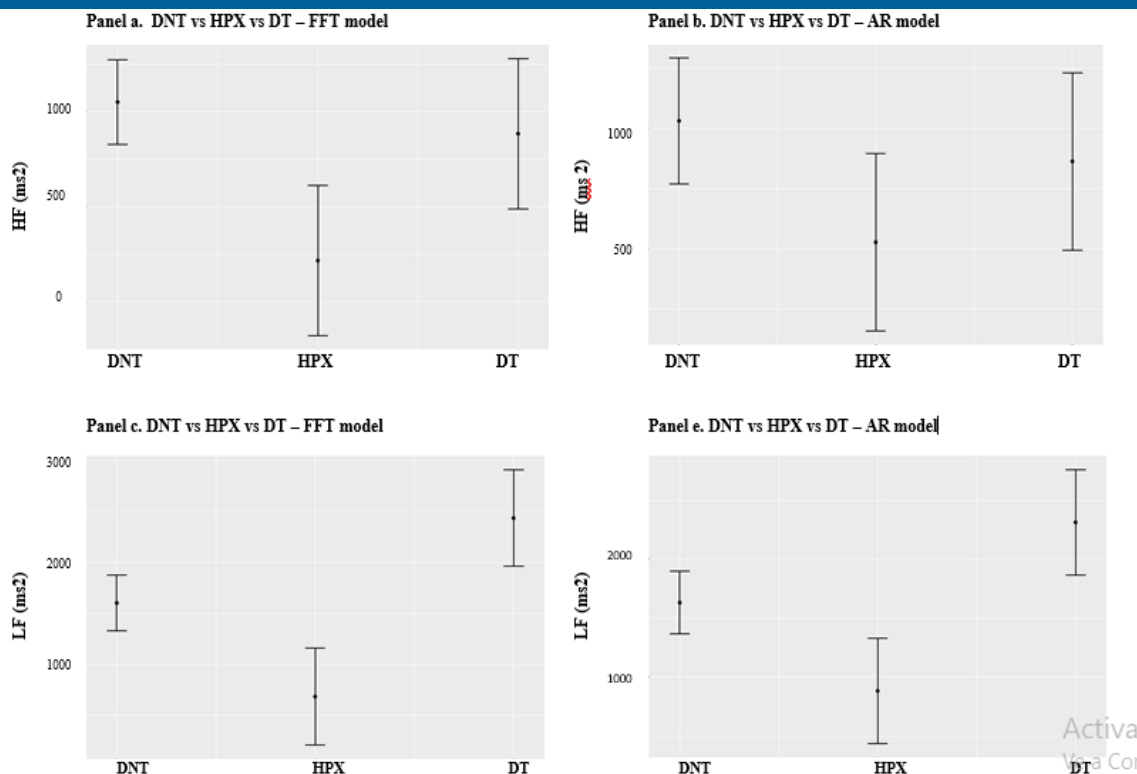 Panel a. DNT vs HPX vs DT – FFT model
HF (ms2)
1000
500
0
DNT HPX DT
Panel b. DNT vs HPX vs DT – AR model
HF (ms 2)
1000
500
DNT HPX DT
Panel c. DNT vs HPX vs DT – FFT model
LF (ms2)
3000
2000
1000
DNT HPX DT
Panel e. DNT vs HPX vs DT – AR model
LF (ms2)
2000
1000
DNT HPX DT
Activa
Ve a Con